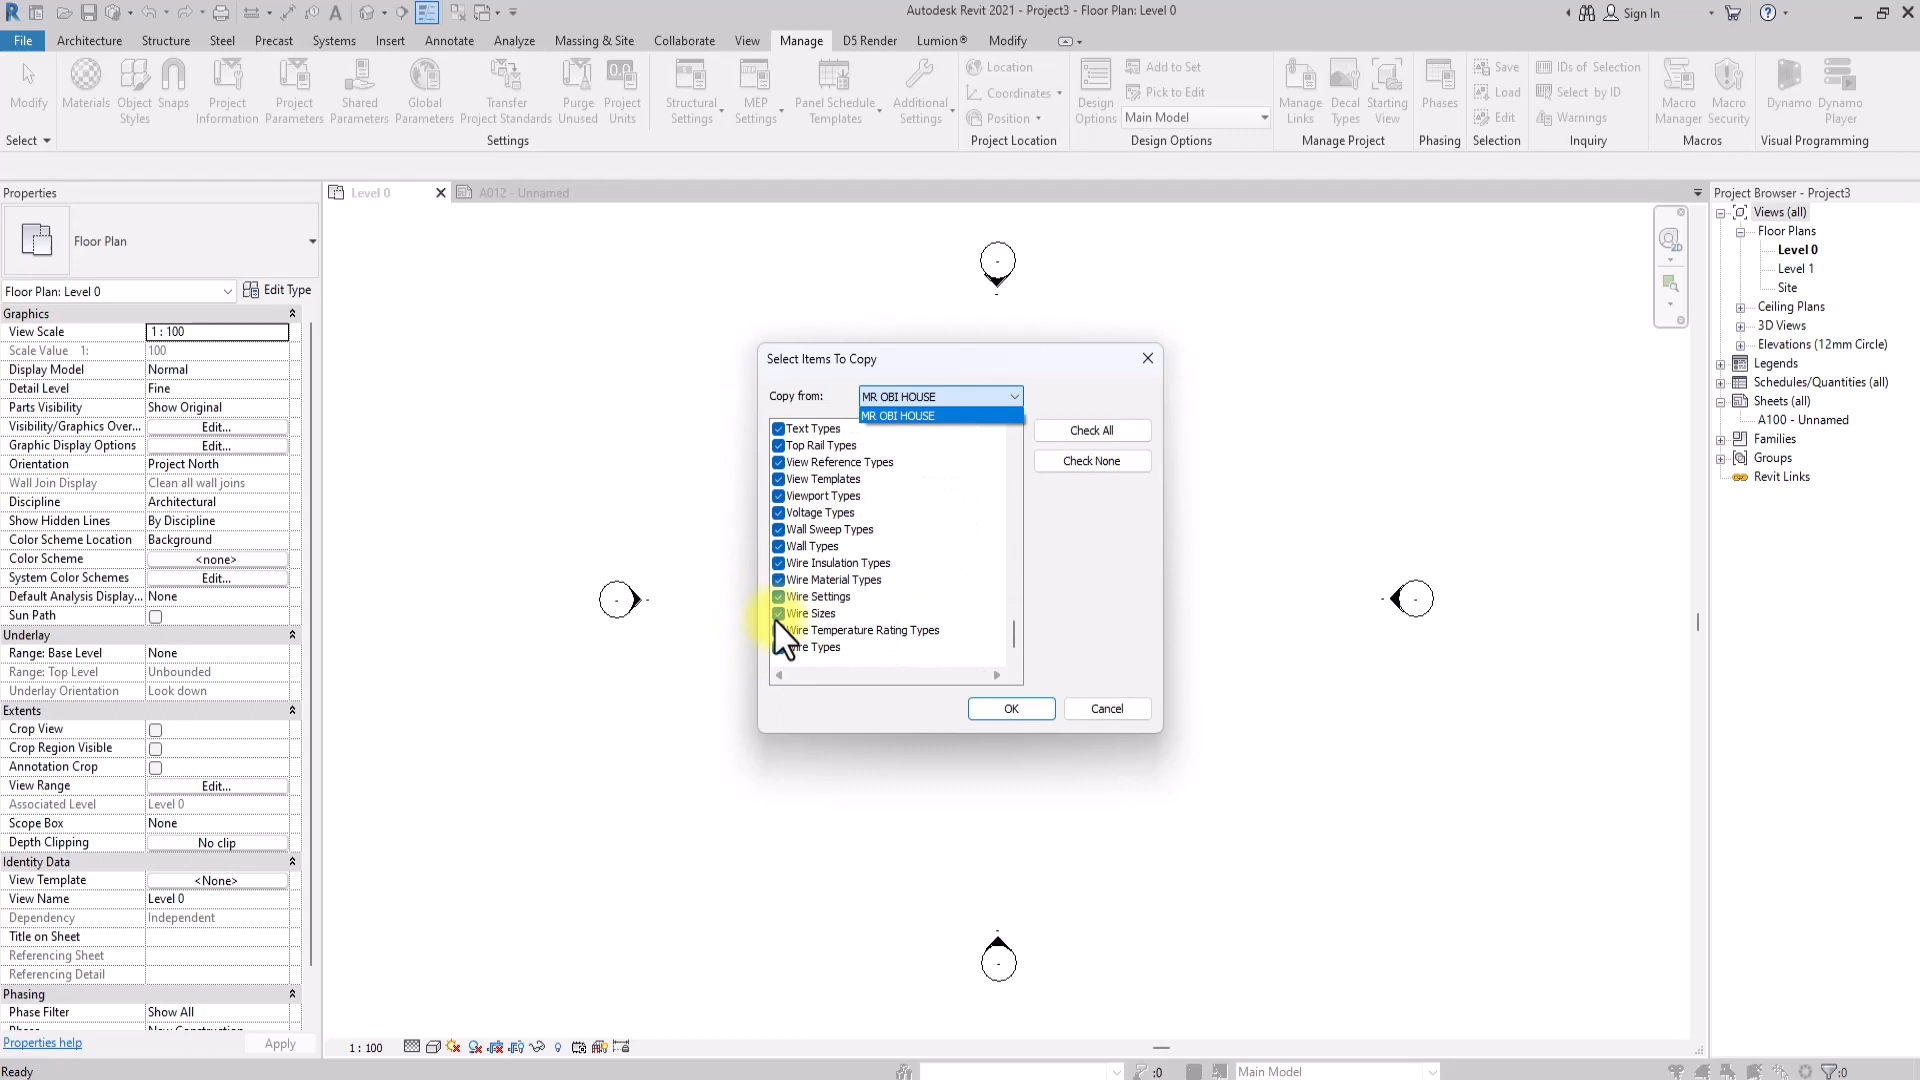 Autodesk Revit 2021 - Project3 - Floor Plan: Level 0
Sign In
File Architecture Structure Steel Precast Systems Insert Annotate Analyze Massing & Site Collaborate View Manage D5 Render Lumion® Modify
Modify
Materials
Object Styles
Snaps
Project Information
Project Parameters
Shared Parameters
Global Parameters
Transfer Project Standards
Purge Unused
Project Units
Structural Settings
MEP Settings
Panel Schedule Templates
Additional Settings
Location
Coordinates
Position
Design Options
Add to Set
Pick to Edit
Main Model
Manage Links
Decal Types
Starting View
Phases
Save
Load
Edit
IDs of Selection
Select by ID
Warnings
Macro Manager
Macro Security
Dynamo
Dynamo Player
Select Settings Project Location Design Options Manage Project Phasing Selection Inquiry Macros Visual Programming
Properties
Floor Plan
Floor Plan: Level 0 Edit Type
Graphics
View Scale 1 : 100
Scale Value 1: 100
Display Model Normal
Detail Level Fine
Parts Visibility Show Original
Visibility/Graphics Over... Edit...
Graphic Display Options Edit...
Orientation Project North
Wall Join Display Clean all wall joins
Discipline Architectural
Show Hidden Lines By Discipline
Color Scheme Location Background
Color Scheme <none>
System Color Schemes Edit...
Default Analysis Display... None
Sun Path
Underlay
Range: Base Level None
Range: Top Level Unbounded
Underlay Orientation Look down
Extents
Crop View
Crop Region Visible
Annotation Crop
View Range Edit...
Associated Level Level 0
Scope Box None
Depth Clipping No clip
Identity Data
View Template <None>
View Name Level 0
Dependency Independent
Title on Sheet
Referencing Sheet
Referencing Detail
Phasing
Phase Filter Show All
Properties help Apply
Level 0
A012 - Unnamed
2D
Select Items To Copy
Copy from: MR OBI HOUSE
MR OBI HOUSE
Text Types
Top Rail Types
View Reference Types
View Templates
Viewport Types
Voltage Types
Wall Sweep Types
Wall Types
Wire Insulation Types
Wire Material Types
Wire Settings
Wire Sizes
Wire Temperature Rating Types
Types
Check All
Check None
OK Cancel
1 : 100
Project Browser - Project3
Views (all)
Floor Plans
Level 0
Level 1
Site
Ceiling Plans
3D Views
Elevations (12mm Circle)
Legends
Schedules/Quantities (all)
Sheets (all)
A100 - Unnamed
Families
Groups
Revit Links
Ready
:0
Main Model
:0